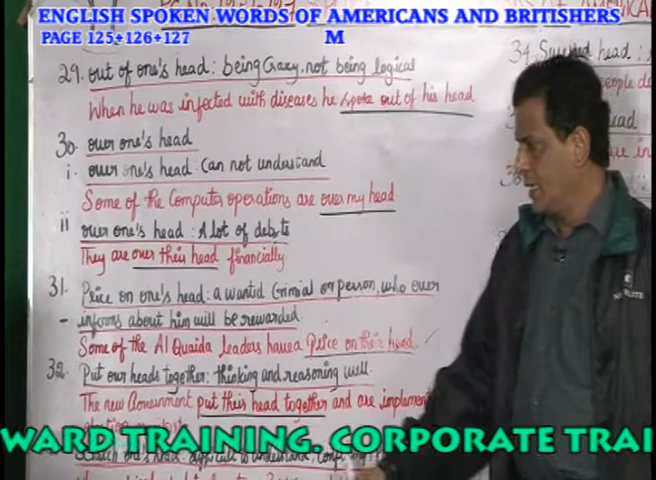 ENGLISH SPOKEN WORDS OF AMERICANS AND BRITISHERS
PAGE 125+126+127 M
29. out of one's head: being Crazy. not being logical
When he was infected with diseases he spoke out of his head
30. over one's head
i. over one's head: Can not understand
Some of the Computer operations are over my head
ii over one's head: A lot of debts
They are over their head financially
31. Price on one's head: a wanted Criminal or person, who ever
- informs about him will be rewarded
Some of the Al Quaida leaders have a Price on their head
32. Put our heads together: thinking and reasoning well
The new Government put their head together and are implemen
34. head:
people
head
in
WARD TRAINING. CORPORATE TRAI